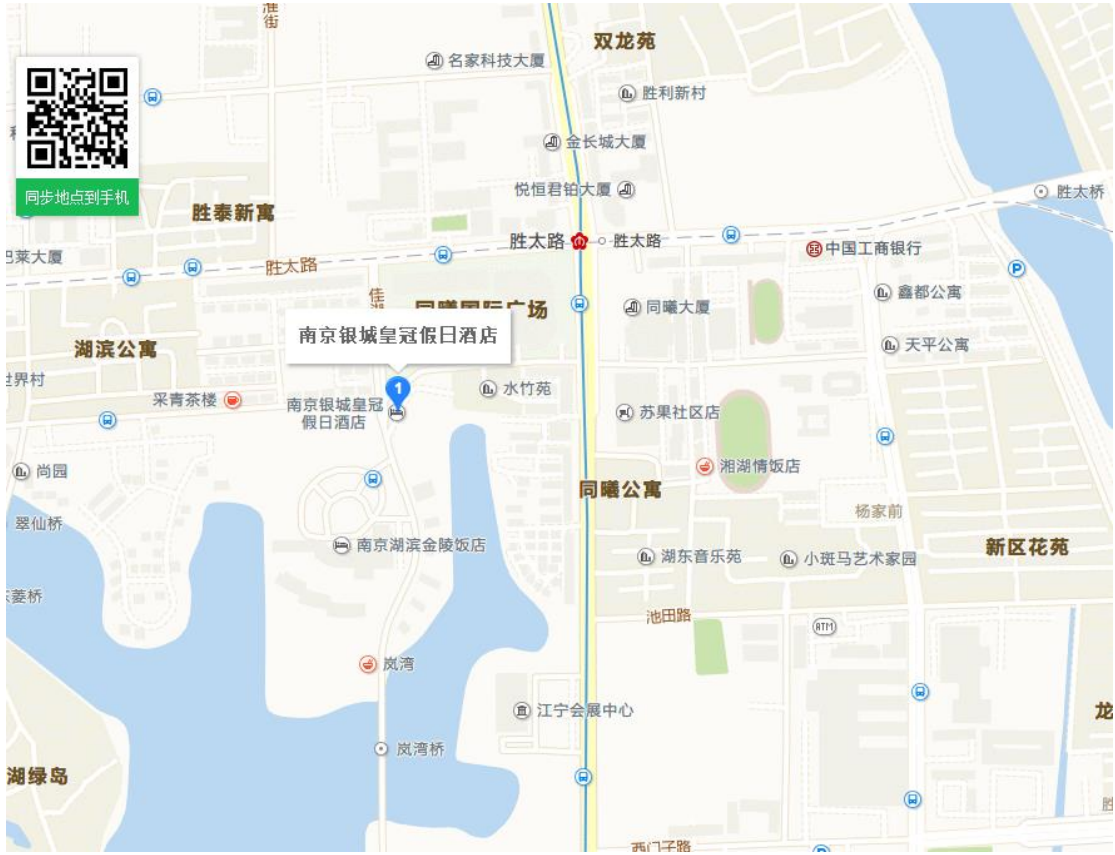 淮街
双龙苑
名家科技大厦
胜利新村
金长城大厦
同步地点到手机
悦恒君铂大厦
胜太桥
胜泰新寓
胜太路
胜太路
中国工商银行
巴莱大厦
胜太路
鑫都公寓
同曦国际广场
同曦大厦
南京银城皇冠假日酒店
天平公寓
湖滨公寓
世界村
1
水竹苑
采青茶楼
南京银城皇冠
假日酒店
苏果社区店
湘湖情饭店
尚园
同曦公寓
杨家前
翠仙桥
南京湖滨金陵饭店
湖东音乐苑
小斑马艺术家园
新区花苑
菱桥
池田路
ATM
岚湾
江宁会展中心
龙
岚湾桥
湖绿岛
胜
西门子路
P
P